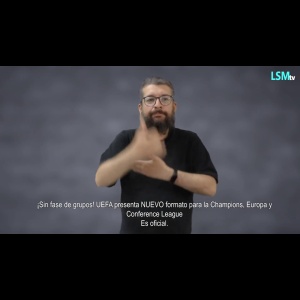 LSMtv
¡Sin fase de grupos! UEFA presenta NUEVO formato para la Champions, Europa y
Conference League
Es oficial.